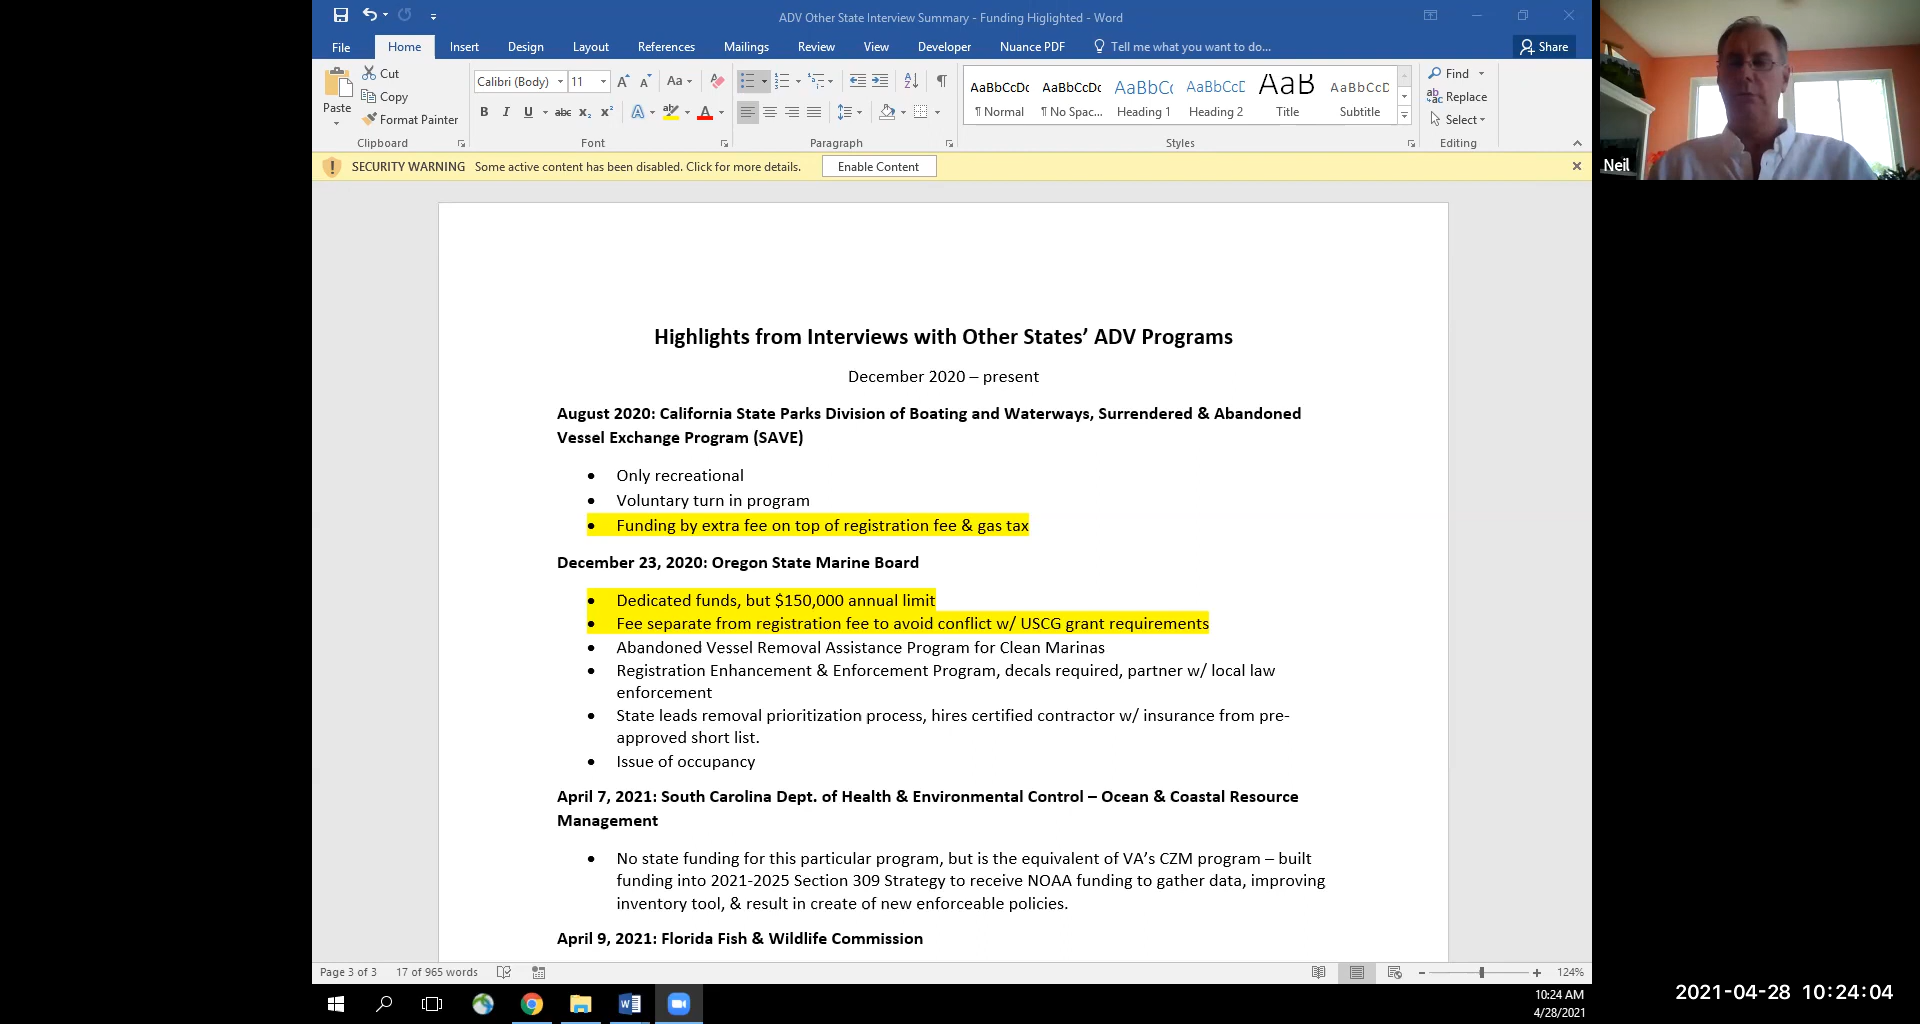 ADV Other State Interview Summary - Funding Higlighted - Word
File Home Insert Design Layout References Mailings Review View Developer Nuance PDF Tell me what you want to do... Share
Paste
Cut
Copy
Format Painter
Clipboard
Calibri (Body) 11
Aa
B I U abc X₂ X²
A A
Font
Paragraph
AaBbCcDc AaBbCcDc AaBbCc AaBbCcD AaB AaBbCcD
¶ Normal ¶ No Spac... Heading 1 Heading 2 Title Subtitle
Styles
Find
Replace
Select
Editing
SECURITY WARNING Some active content has been disabled. Click for more details. Enable Content
Neil
Highlights from Interviews with Other States’ ADV Programs
December 2020 – present
August 2020: California State Parks Division of Boating and Waterways, Surrendered & Abandoned
Vessel Exchange Program (SAVE)
• Only recreational
• Voluntary turn in program
• Funding by extra fee on top of registration fee & gas tax
December 23, 2020: Oregon State Marine Board
• Dedicated funds, but $150,000 annual limit
• Fee separate from registration fee to avoid conflict w/ USCG grant requirements
• Abandoned Vessel Removal Assistance Program for Clean Marinas
• Registration Enhancement & Enforcement Program, decals required, partner w/ local law
enforcement
• State leads removal prioritization process, hires certified contractor w/ insurance from pre-
approved short list.
• Issue of occupancy
April 7, 2021: South Carolina Dept. of Health & Environmental Control – Ocean & Coastal Resource
Management
• No state funding for this particular program, but is the equivalent of VA’s CZM program – built
funding into 2021-2025 Section 309 Strategy to receive NOAA funding to gather data, improving
inventory tool, & result in create of new enforceable policies.
April 9, 2021: Florida Fish & Wildlife Commission
Page 3 of 3 17 of 965 words 124%
10:24 AM
4/28/2021
2021-04-28 10:24:04